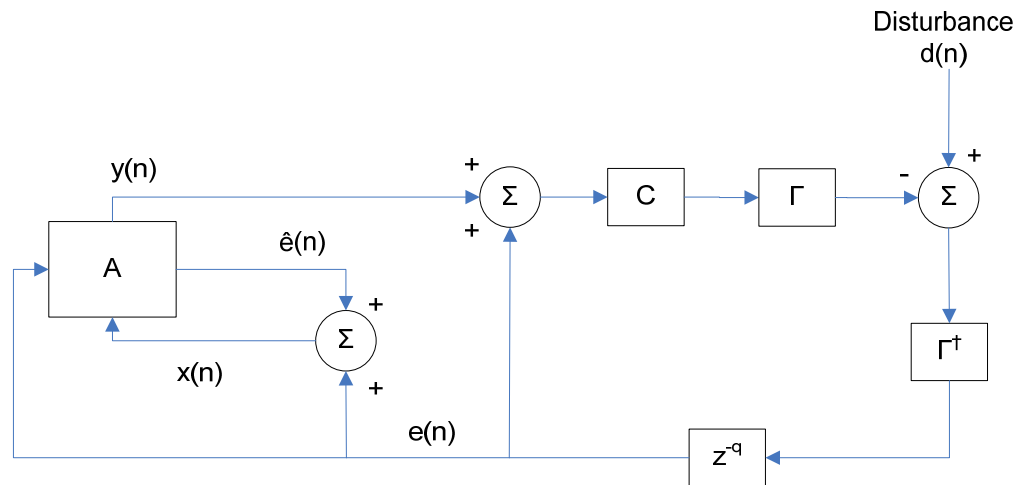 Disturbance
d(n)
+
-
y(n)
+
Σ
+
C
Γ
Σ
ê(n)
A
+
Σ
x(n)
+
Γ†
e(n)
z-q